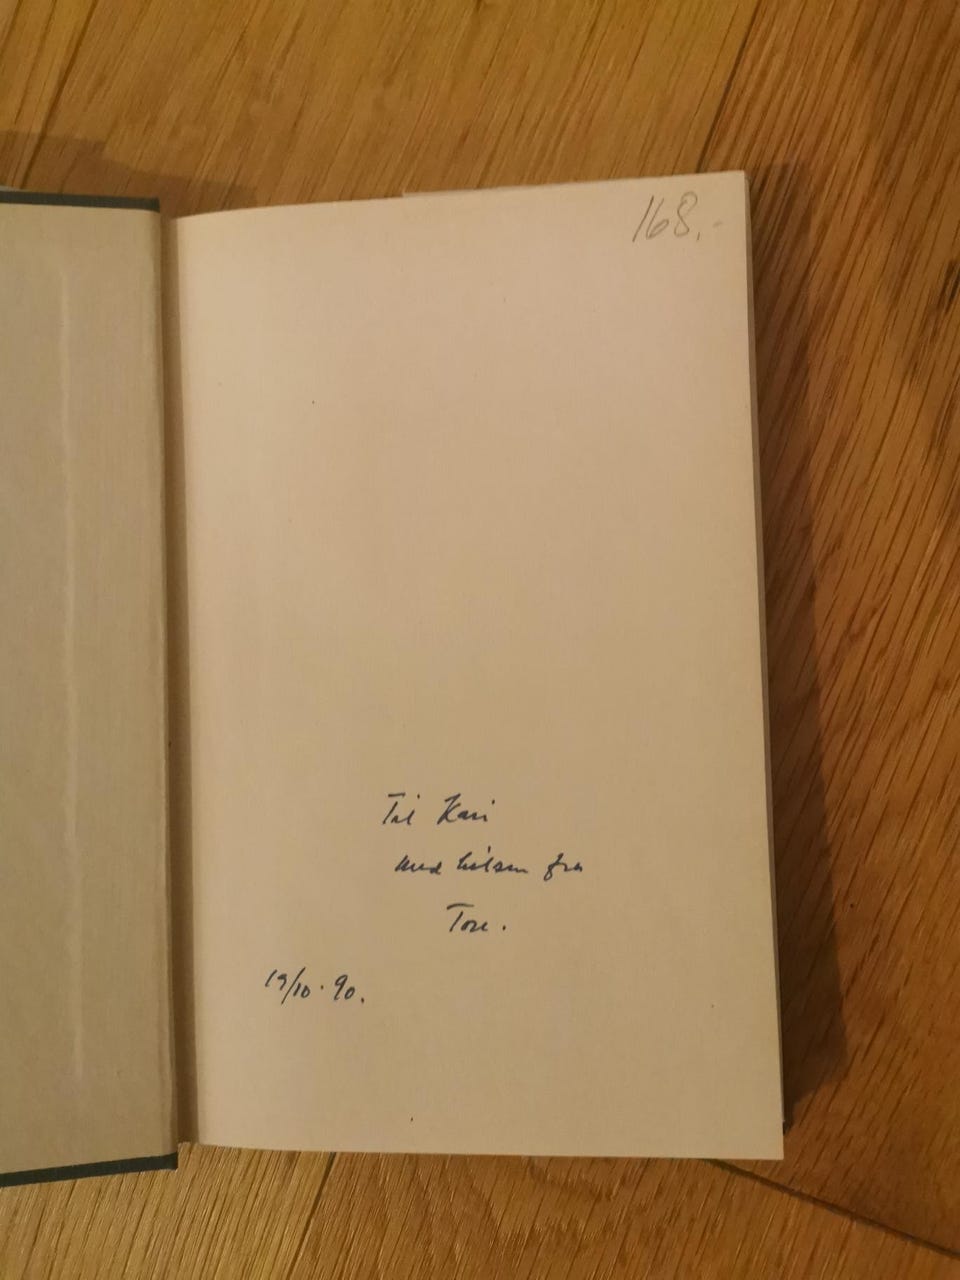 168,-
Til Kari
med hilsen fra
Tore.
19/10.90.